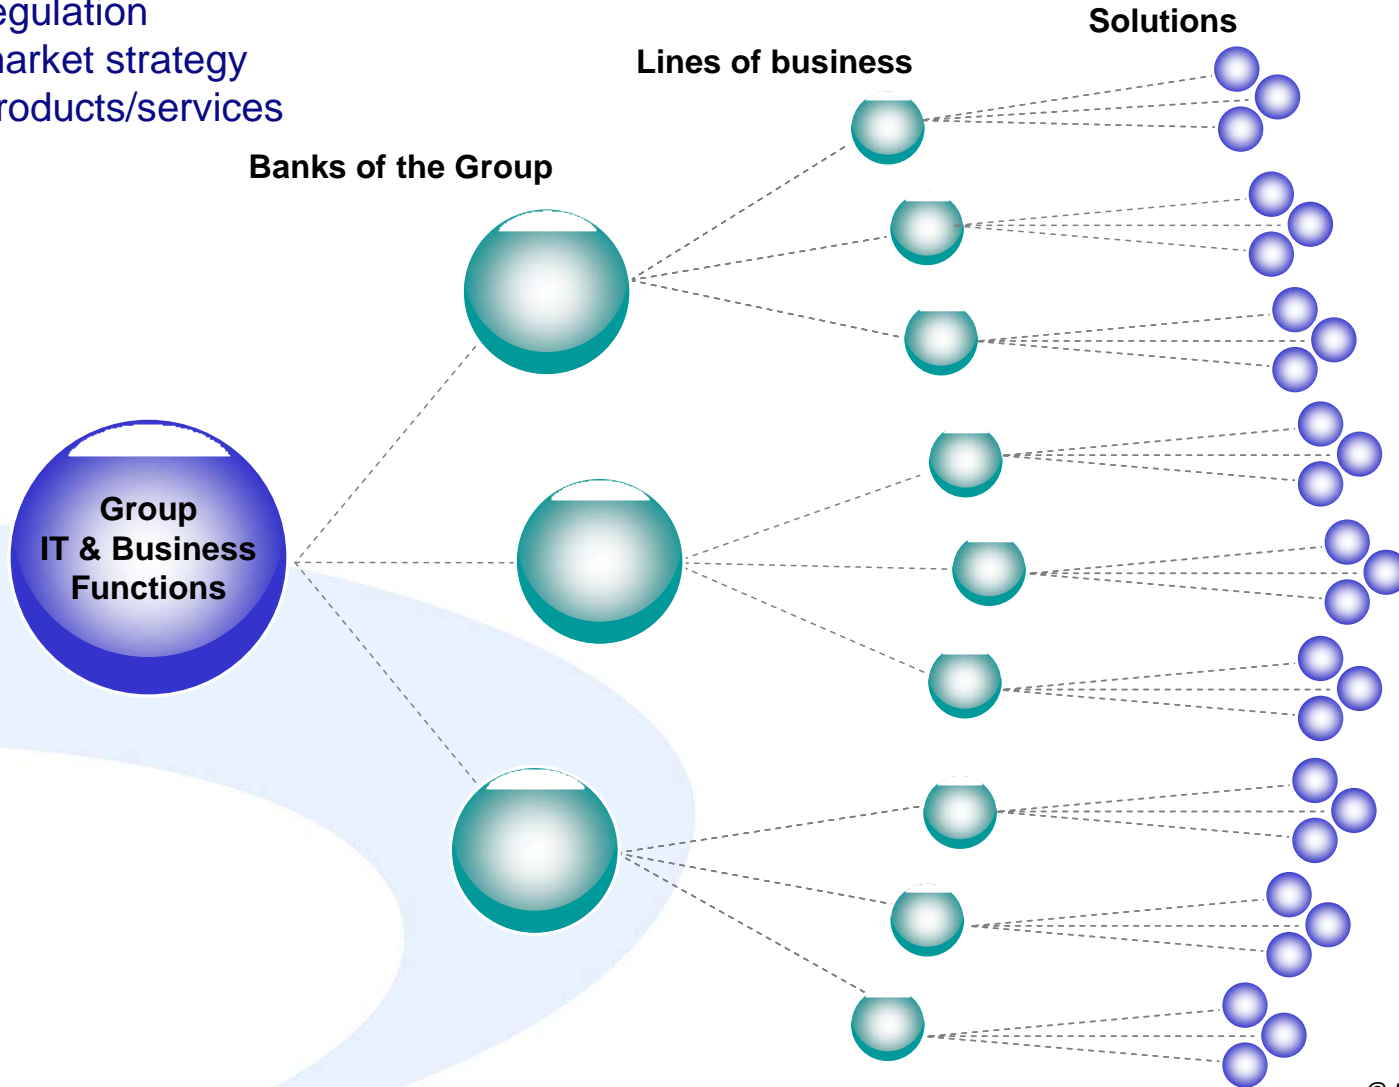 egulation
arket strategy
roducts/services
Solutions
Lines of business
Banks of the Group
Group
IT & Business
Functions